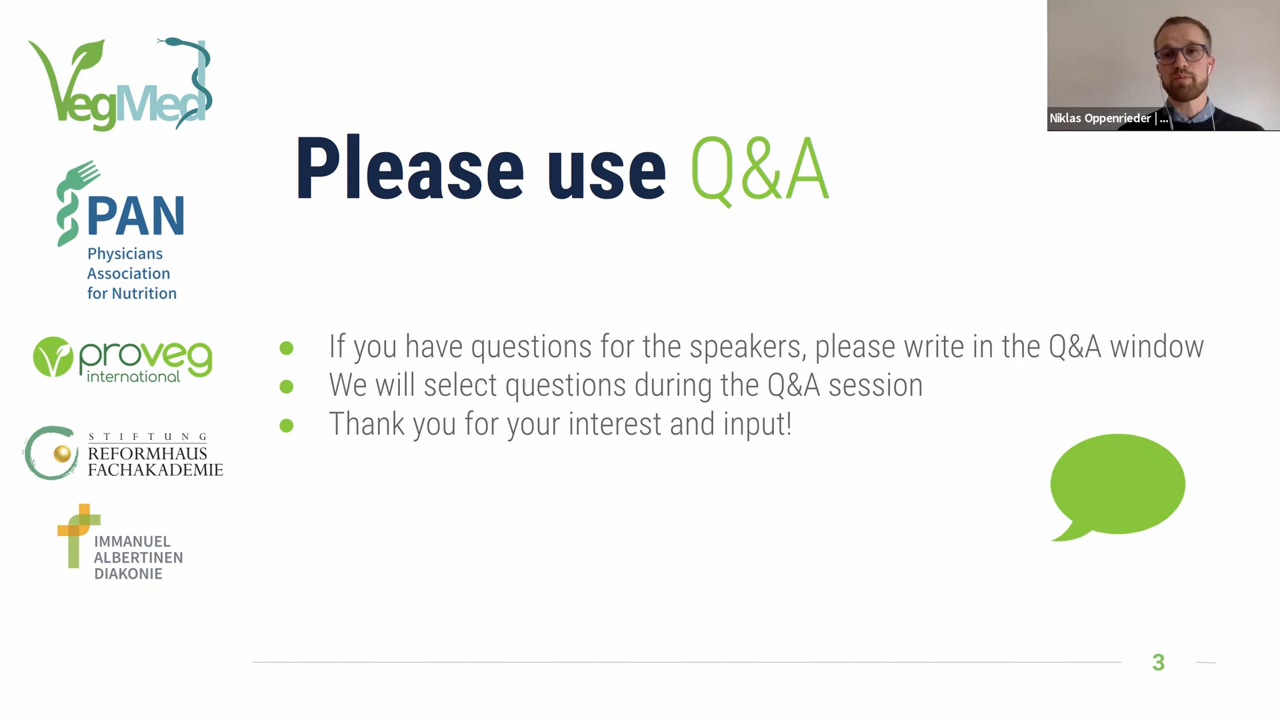 VegMed
PAN
Physicians
Association
for Nutrition
proveg
international
STIFTUNG
REFORMHAUS
FACHAKADEMIE
IMMANUEL
ALBERTINEN
DIAKONIE
Please use Q&A
● If you have questions for the speakers, please write in the Q&A window
● We will select questions during the Q&A session
● Thank you for your interest and input!
3
Niklas Oppenrieder | ...